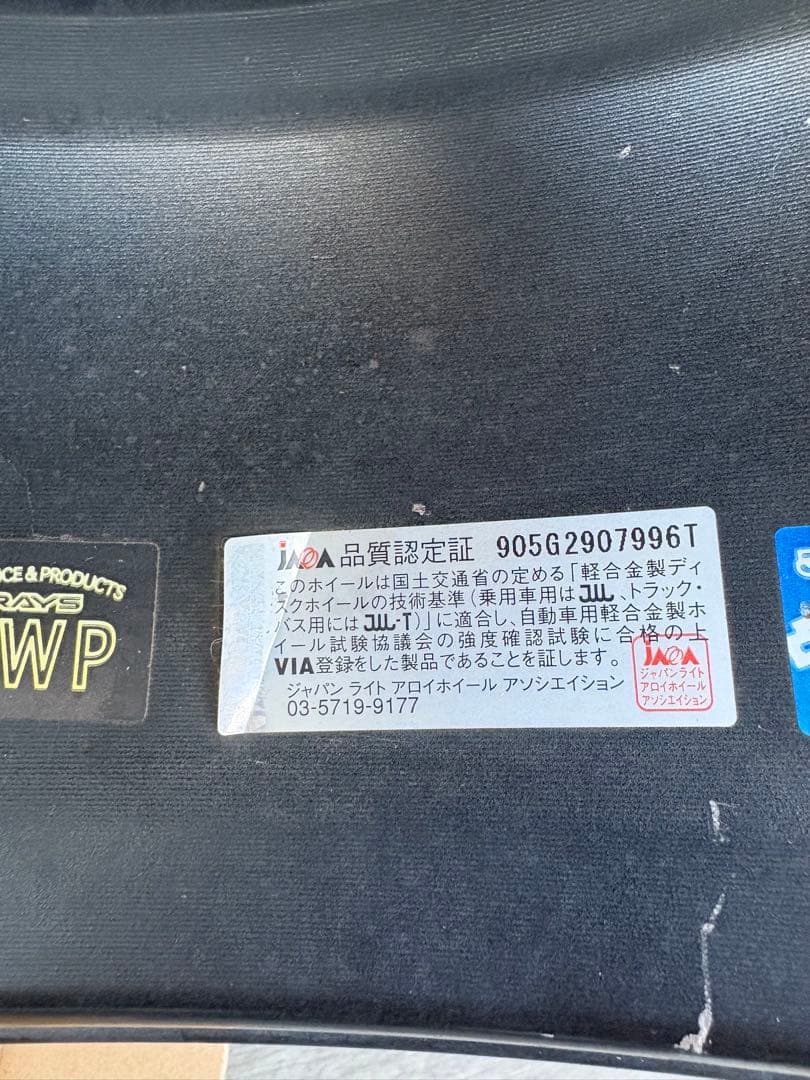 CE & PRODUCTS
RAYS
WP
JAWA 品質認定証 905G2907996T
このホイールは国土交通省の定める「軽合金製ディ
スクホイールの技術基準(乗用車用はJWL、トラック・
バス用にはJWL-T)」に適合し、自動車用軽合金製ホ
イール試験協議会の強度確認試験に合格の上
VIA登録をした製品であることを証します。
ジャパン ライト アロイホイール アソシエイション
03-5719-9177
JAWA
ジャパンライト
アロイホイール
アソシエイション